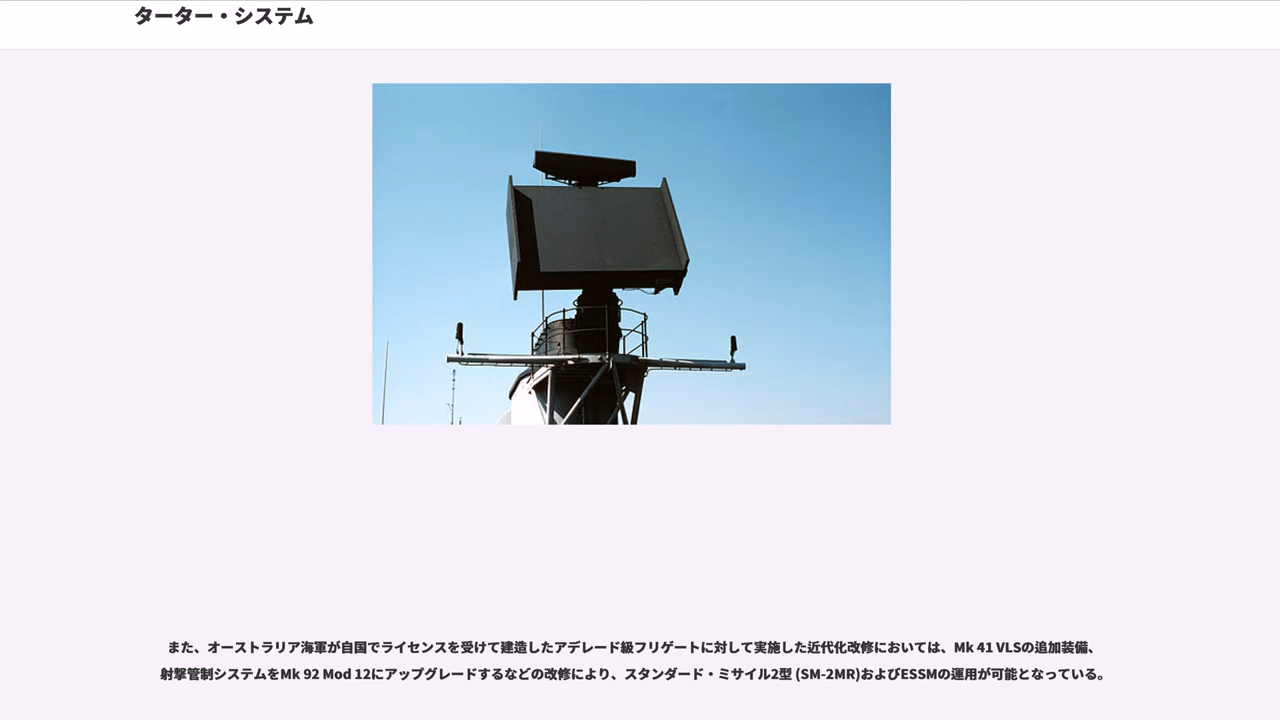 ターター・システム
また、オーストラリア海軍が自国でライセンスを受けて建造したアデレード級フリゲートに対して実施した近代化改修においては、Mk 41 VLSの追加装備、
射撃管制システムをMk 92 Mod 12にアップグレードするなどの改修により、スタンダード・ミサイル2型 (SM-2MR)およびESSMの運用が可能となっている。